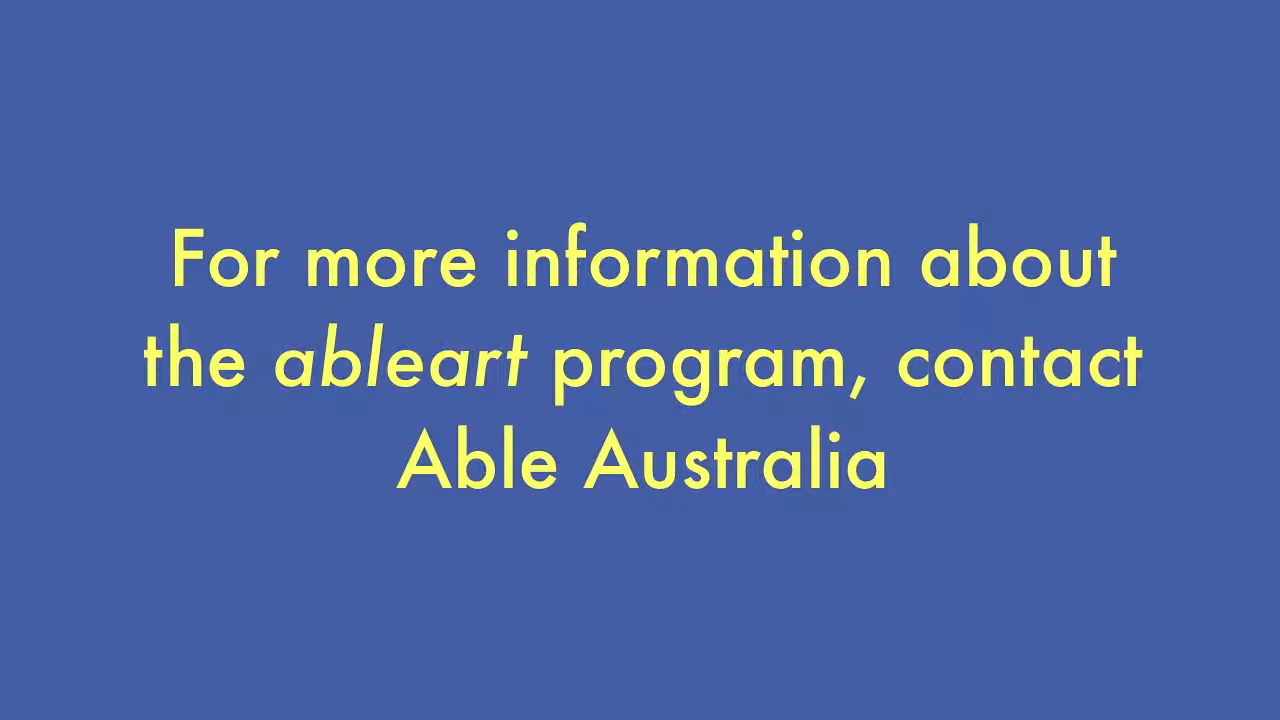 For more information about
the ableart program, contact
Able Australia